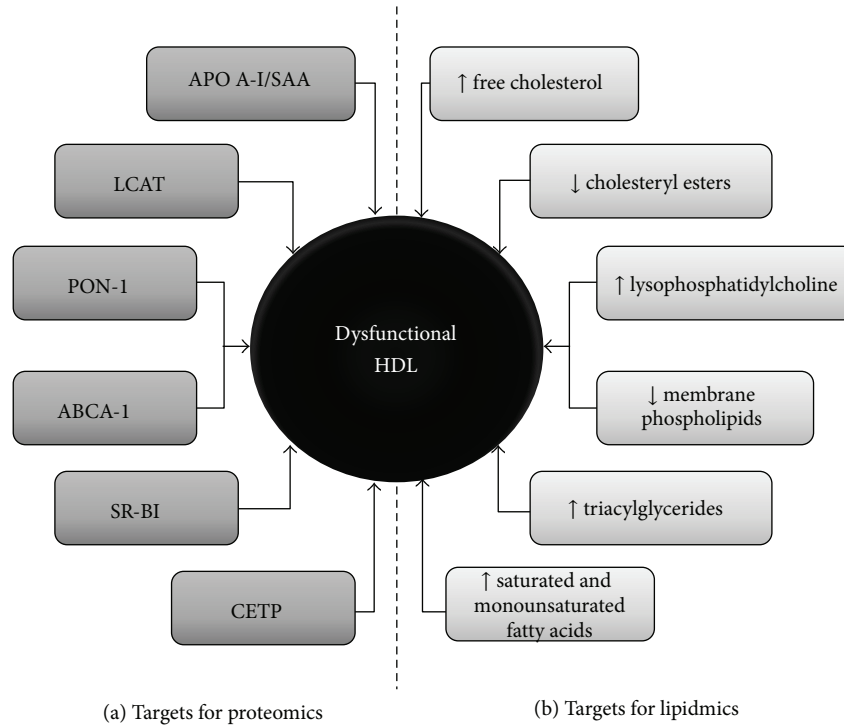 APO A-I/SAA
LCAT
PON-1
ABCA-1
SR-BI
CETP
Dysfunctional
HDL
↑ free cholesterol
↓ cholesteryl esters
↑ lysophosphatidylcholine
↓ membrane
phospholipids
↑ triacylglycerides
↑ saturated and
monounsaturated
fatty acids
(a) Targets for proteomics
(b) Targets for lipidmics